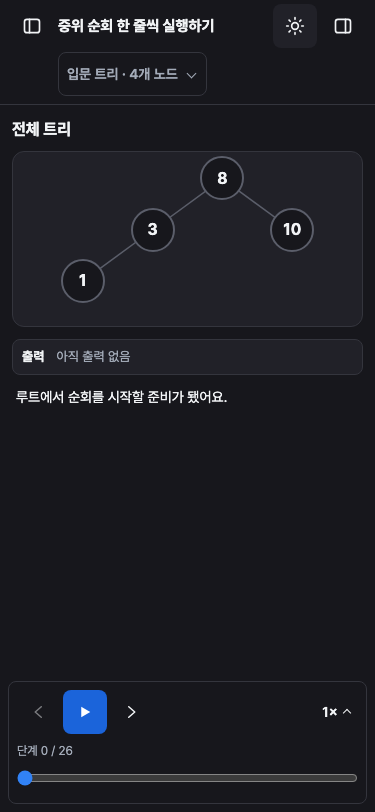 중위 순회 한 줄씩 실행하기
입문 트리 · 4개 노드
전체 트리
8
3
10
1
출력 아직 출력 없음
루트에서 순회를 시작할 준비가 됐어요.
1×
단계 0 / 26